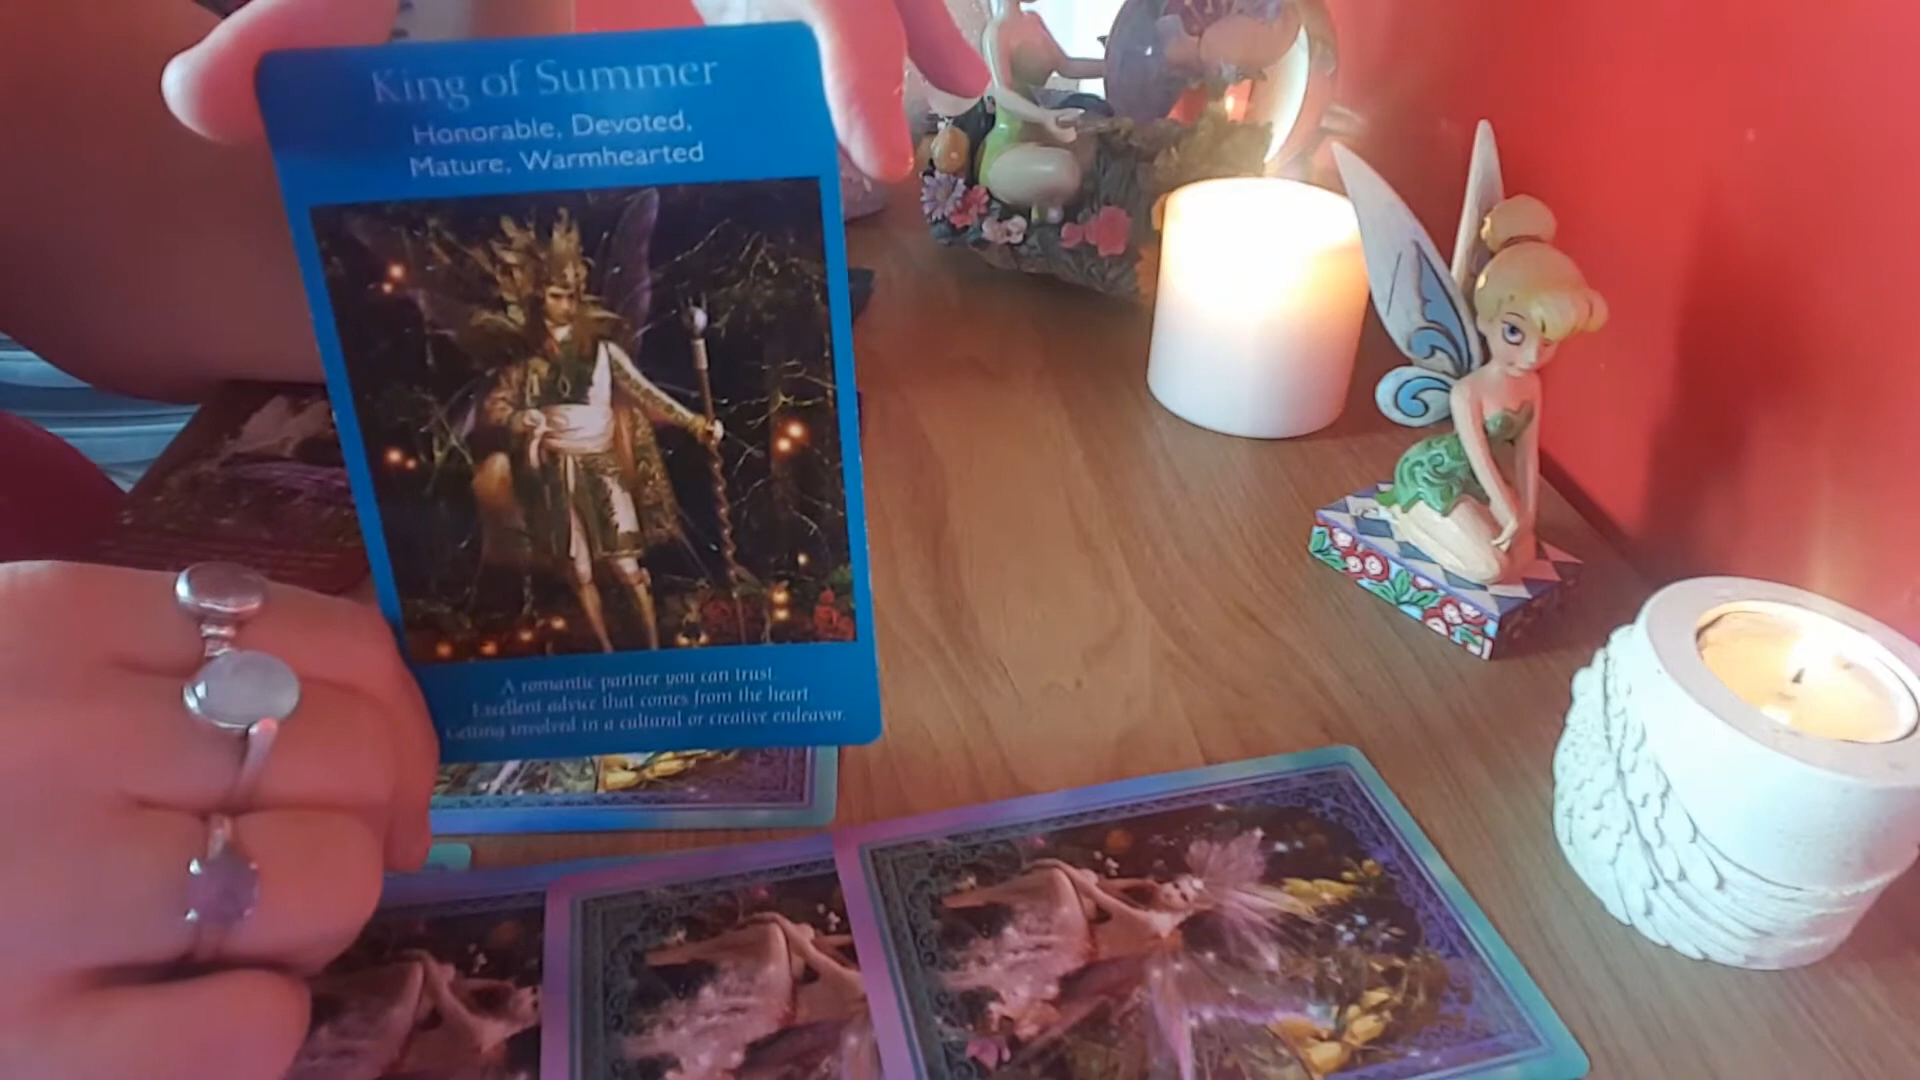 King of Summer
Honorable, Devoted,
Mature, Warmhearted
A romantic partner you can trust.
Excellent advice that comes from the heart
Getting involved in a cultural or creative endeavor.